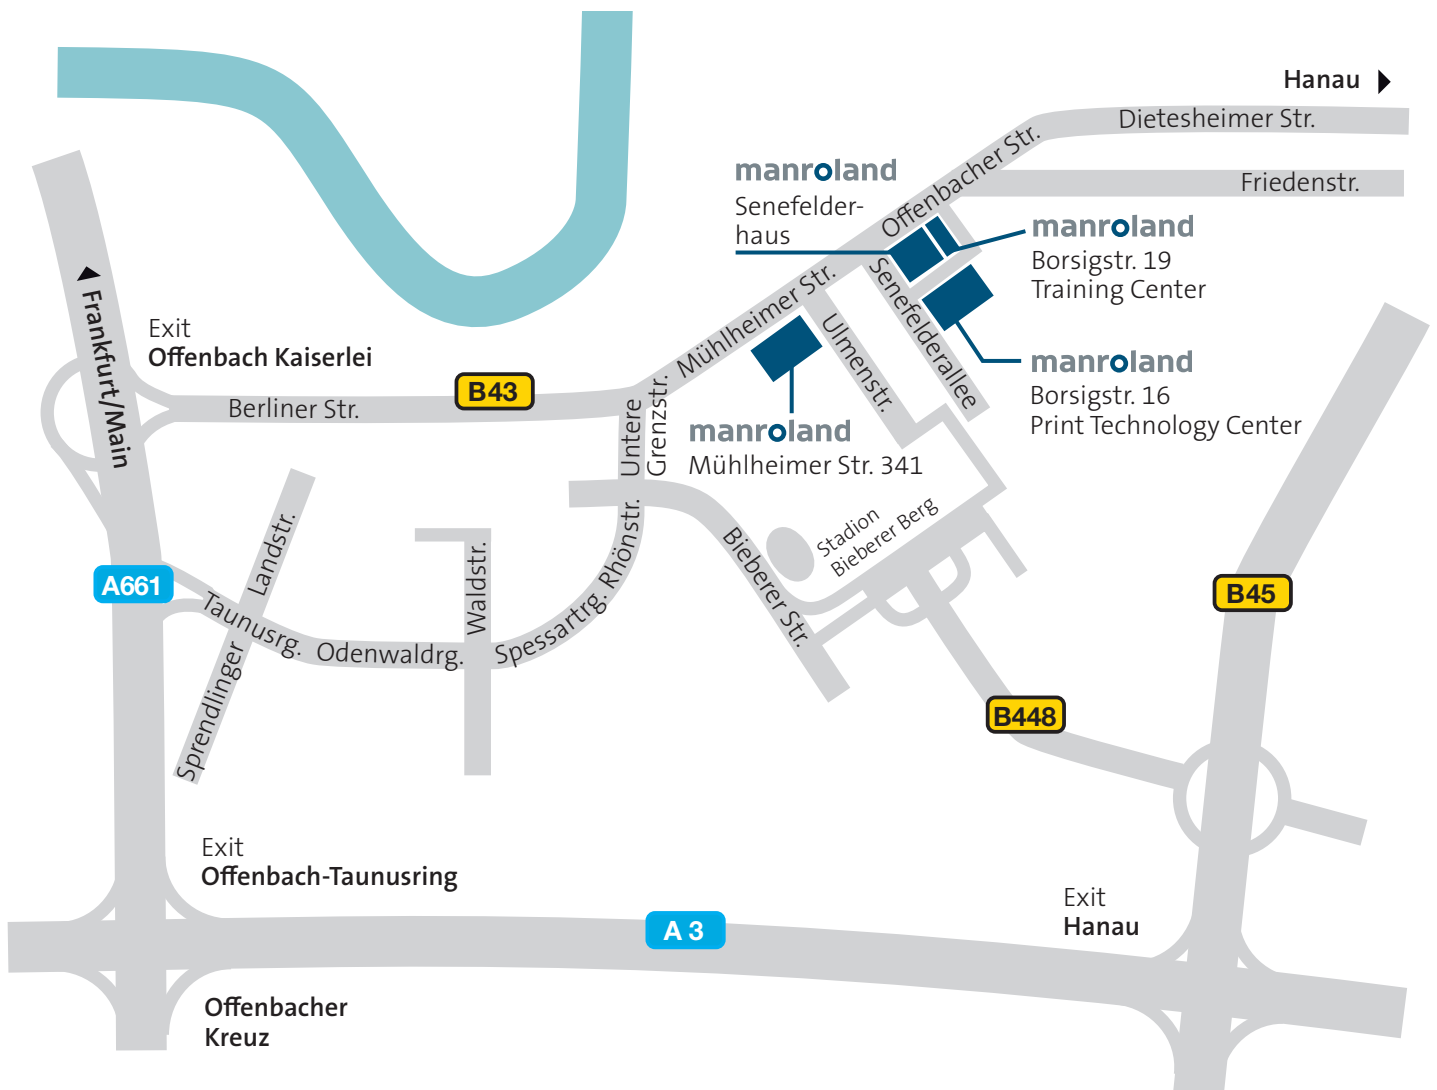 Hanau
Dietesheimer Str.
Friedenstr.
Offenbacher Str.
manroland
Senefelder-
haus
manroland
Borsigstr. 19
Training Center
manroland
Borsigstr. 16
Print Technology Center
Senefelderallee
Mühlheimer Str.
Ulmenstr.
manroland
Mühlheimer Str. 341
Frankfurt/Main
Exit
Offenbach Kaiserlei
Berliner Str.
B43
Untere
Grenzstr.
Landstr.
Sprendlinger
Waldstr.
Rhönstr.
Spessartrg.
Odenwaldrg.
Taunusrg.
A661
Bieberer Str.
Stadion
Bieberer Berg
B45
B448
Exit
Offenbach-Taunusring
A 3
Exit
Hanau
Offenbacher
Kreuz